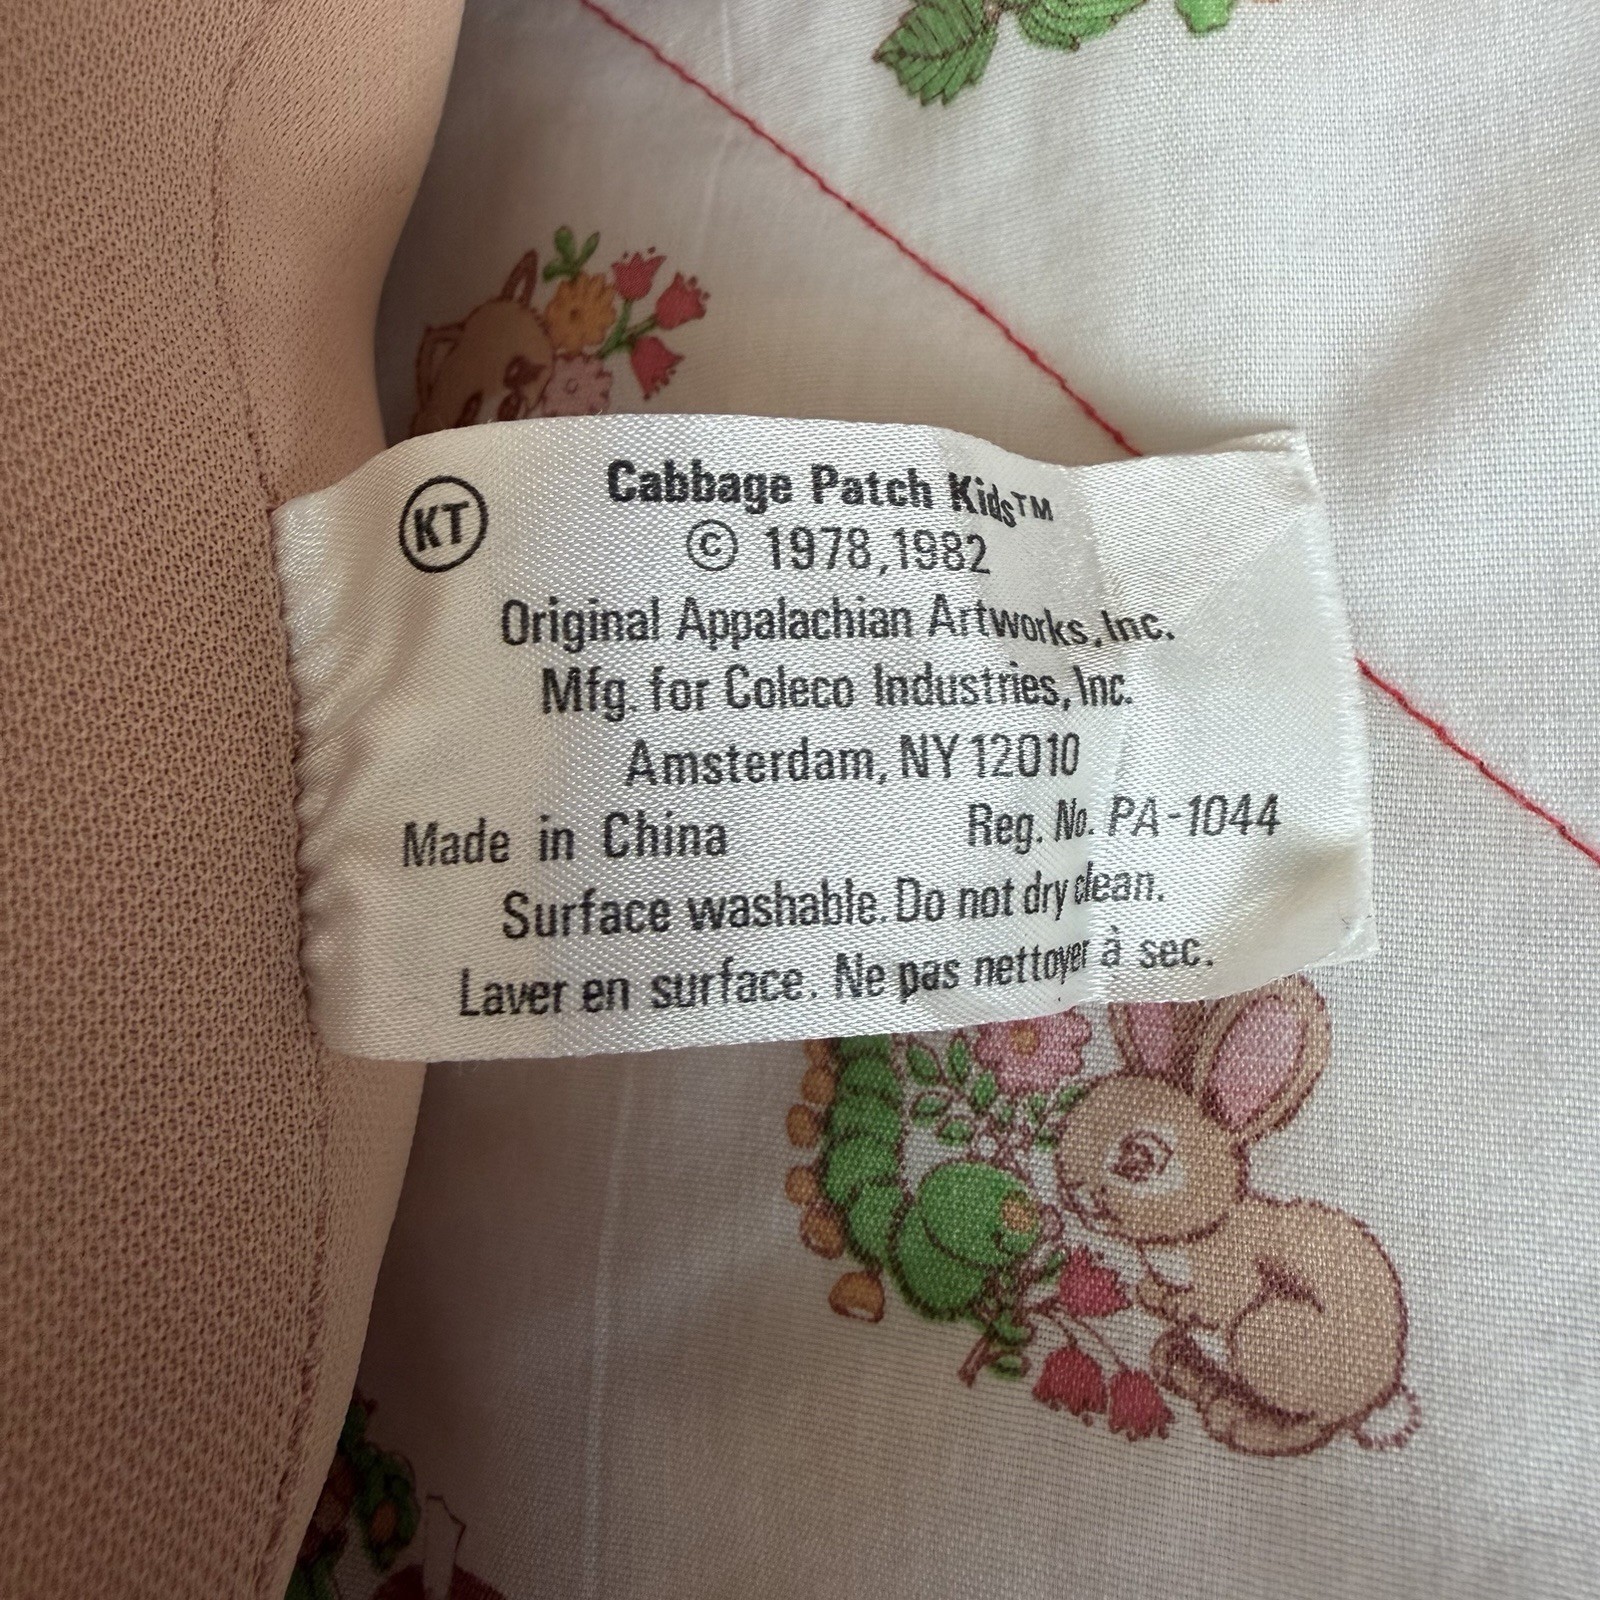 KT
Cabbage Patch Kids™
© 1978,1982
Original Appalachian Artworks, Inc.
Mfg. for Coleco Industries, Inc.
Amsterdam, NY 12010
Made in China Reg. No. PA-1044
Surface washable. Do not dry clean.
Laver en surface. Ne pas nettoyer à sec.